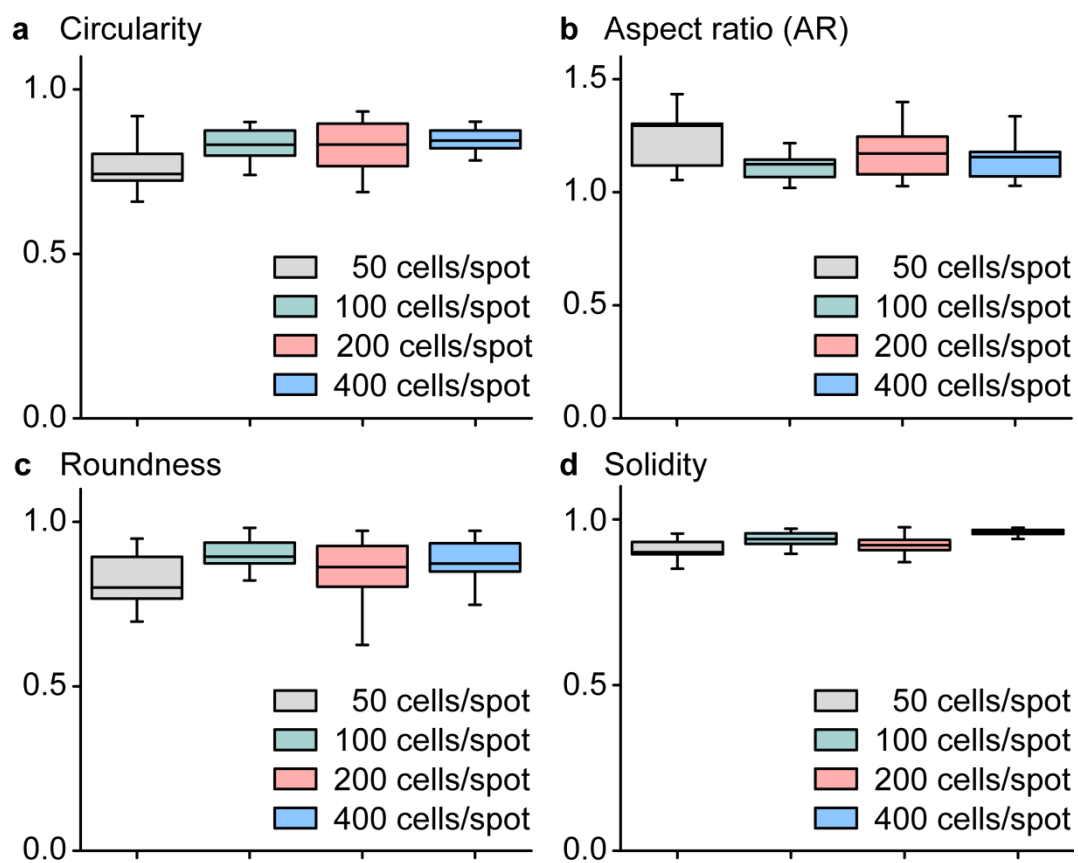 a Circularity
1.0
0.5
0.0
50 cells/spot
100 cells/spot
200 cells/spot
400 cells/spot
b Aspect ratio (AR)
1.5
1.0
0.5
0.0
50 cells/spot
100 cells/spot
200 cells/spot
400 cells/spot
c Roundness
1.0
0.5
0.0
50 cells/spot
100 cells/spot
200 cells/spot
400 cells/spot
d Solidity
1.0
0.5
0.0
50 cells/spot
100 cells/spot
200 cells/spot
400 cells/spot